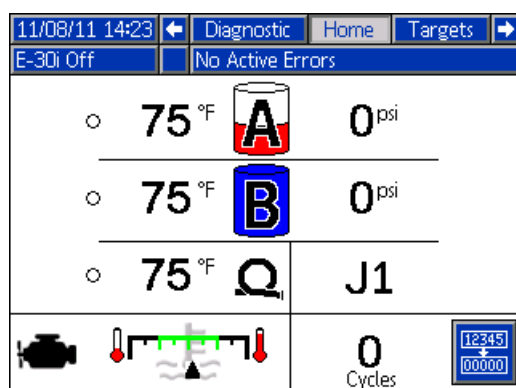 11/08/11 14:23 Diagnostic Home Targets
E-30i Off No Active Errors
75 °F A 0 psi
75 °F B 0 psi
75 °F J1
0
Cycles
12345
00000